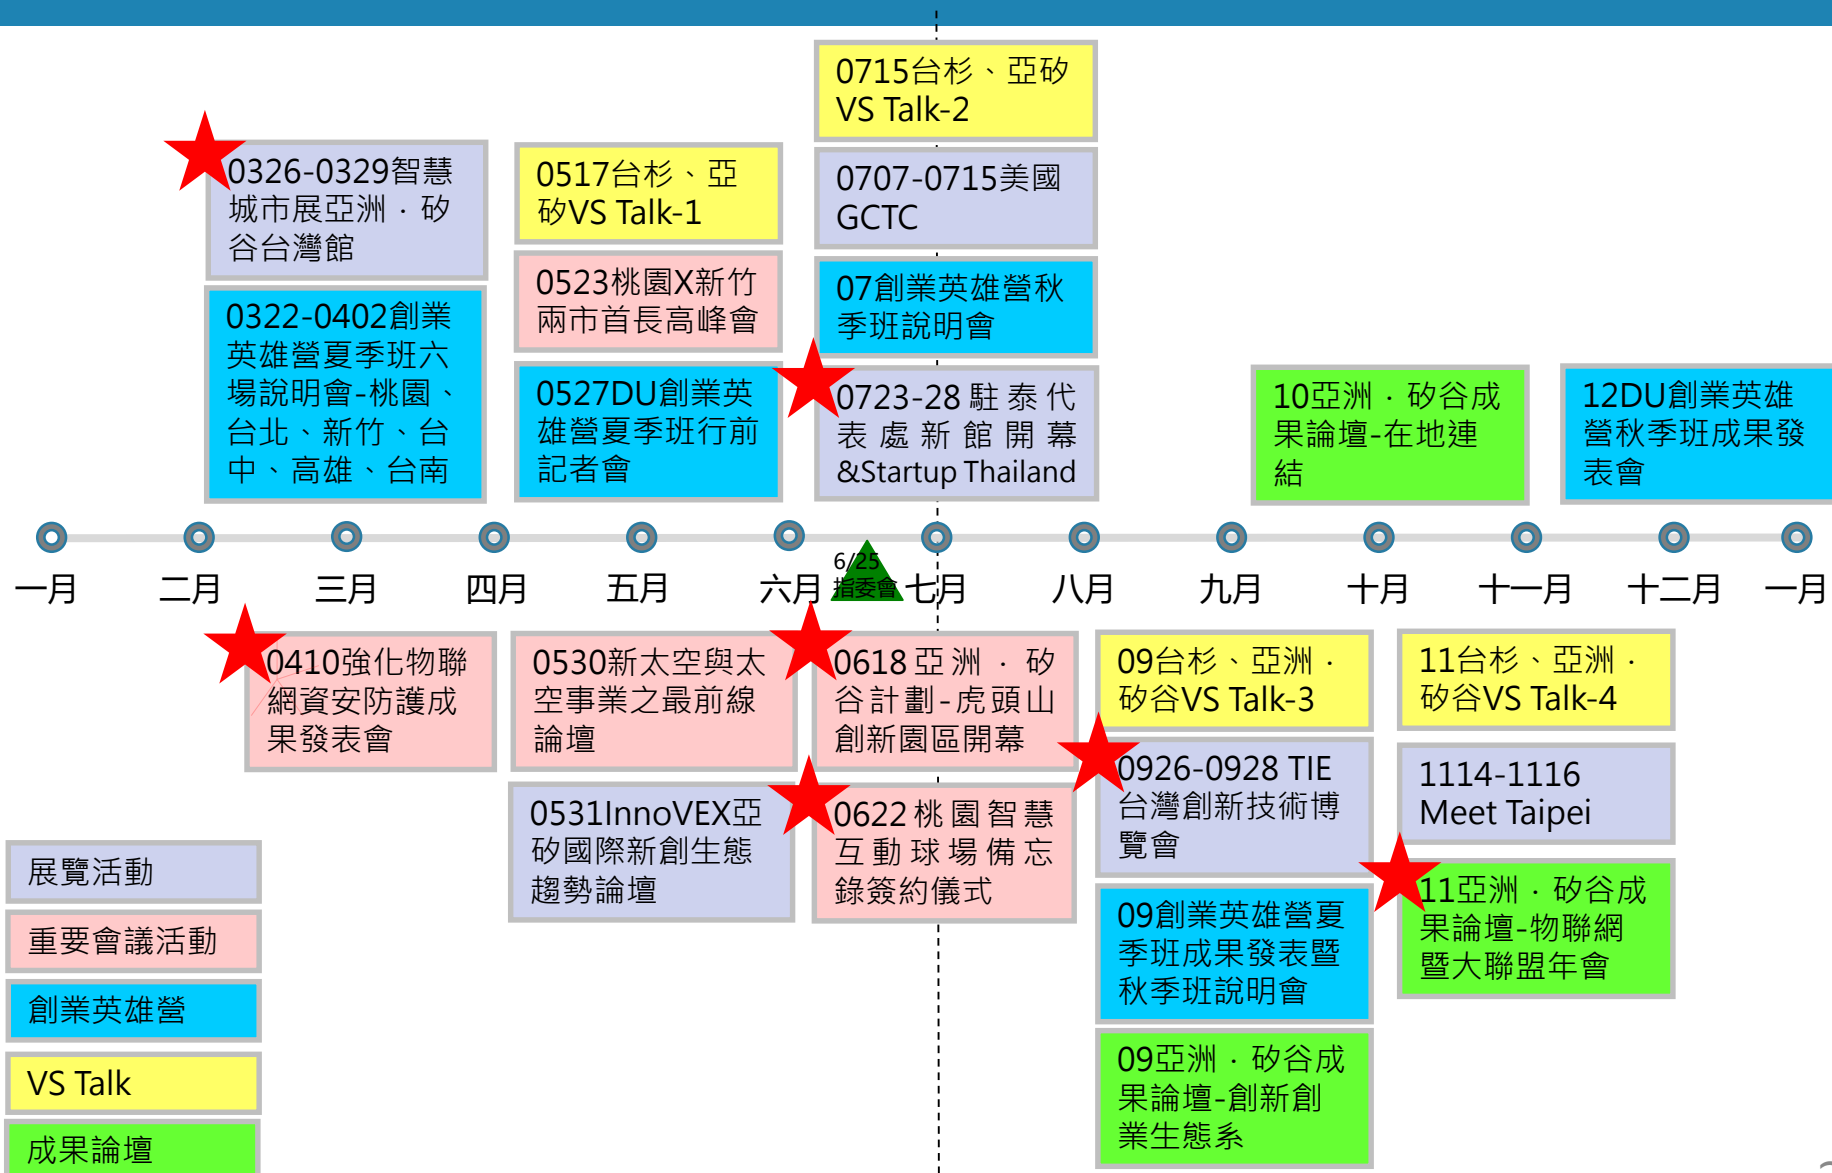 0715台杉、亞矽
VS Talk-2
0326-0329智慧
城市展亞洲．矽
谷台灣館
0517台杉、亞
矽VS Talk-1
0707-0715美國
GCTC
0523桃園X新竹
兩市首長高峰會
07創業英雄營秋
季班說明會
0322-0402創業
英雄營夏季班六
場說明會-桃園、
台北、新竹、台
中、高雄、台南
0527DU創業英
雄營夏季班行前
記者會
0723-28駐泰代
表處新館開幕
&Startup Thailand
10亞洲．矽谷成
果論壇-在地連
結
12DU創業英雄
營秋季班成果發
表會
6/25
指委會
一月
二月
三月
四月
五月
六月
七月
八月
九月
十月
十一月
十二月
一月
0410強化物聯
網資安防護成
果發表會
0530新太空與太
空事業之最前線
論壇
0618亞洲．矽
谷計劃-虎頭山
創新園區開幕
09台杉、亞洲．
矽谷VS Talk-3
11台杉、亞洲．
矽谷VS Talk-4
0531InnoVEX亞
矽國際新創生態
趨勢論壇
0622桃園智慧
互動球場備忘
錄簽約儀式
0926-0928 TIE
台灣創新技術博
覽會
1114-1116
Meet Taipei
09創業英雄營夏
季班成果發表暨
秋季班說明會
11亞洲．矽谷成
果論壇-物聯網
暨大聯盟年會
09亞洲．矽谷成
果論壇-創新創
業生態系
展覽活動
重要會議活動
創業英雄營
VS Talk
成果論壇